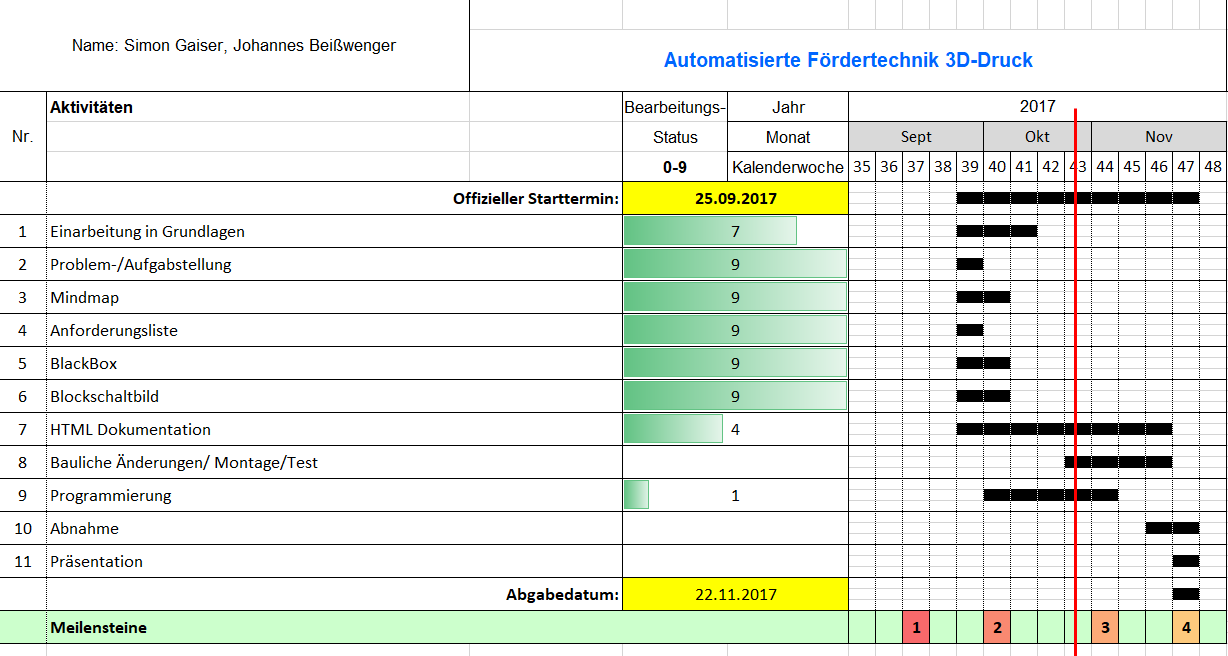 Name: Simon Gaiser, Johannes Beißwenger
Automatisierte Fördertechnik 3D-Druck
Nr.
Aktivitäten
Bearbeitungs-
Status
0-9
Jahr
Monat
Kalenderwoche
2017
Sept Okt Nov
35 36 37 38 39 40 41 42 43 44 45 46 47 48
Offizieller Starttermin: 25.09.2017
1 Einarbeitung in Grundlagen 7
2 Problem-/Aufgabstellung 9
3 Mindmap 9
4 Anforderungsliste 9
5 BlackBox 9
6 Blockschaltbild 9
7 HTML Dokumentation 4
8 Bauliche Änderungen/ Montage/Test
9 Programmierung 1
10 Abnahme
11 Präsentation
Abgabedatum: 22.11.2017
Meilensteine 1 2 3 4